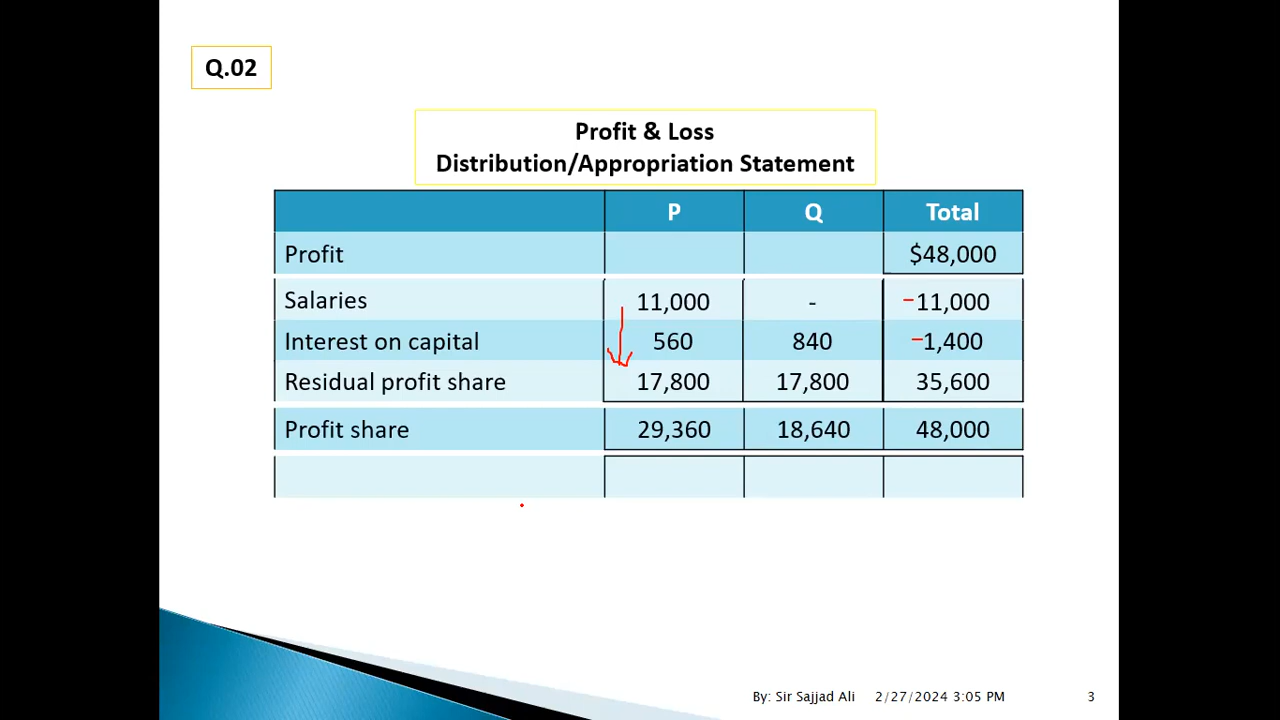 Q.02
Profit & Loss
Distribution/Appropriation Statement
P Q Total
Profit $48,000
Salaries 11,000 - -11,000
Interest on capital 560 840 -1,400
Residual profit share 17,800 17,800 35,600
Profit share 29,360 18,640 48,000
By: Sir Sajjad Ali 2/27/2024 3:05 PM 3